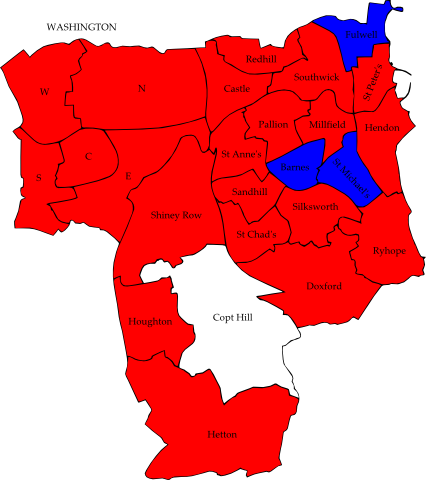 WASHINGTON
Fulwell
Redhill
Southwick
St Peter's
W
N
Castle
Pallion
Millfield
Hendon
St Anne's
C
Barnes
St Michael's
S
E
Sandhill
Silksworth
Shiney Row
St Chad's
Ryhope
Doxford
Houghton
Copt Hill
Hetton